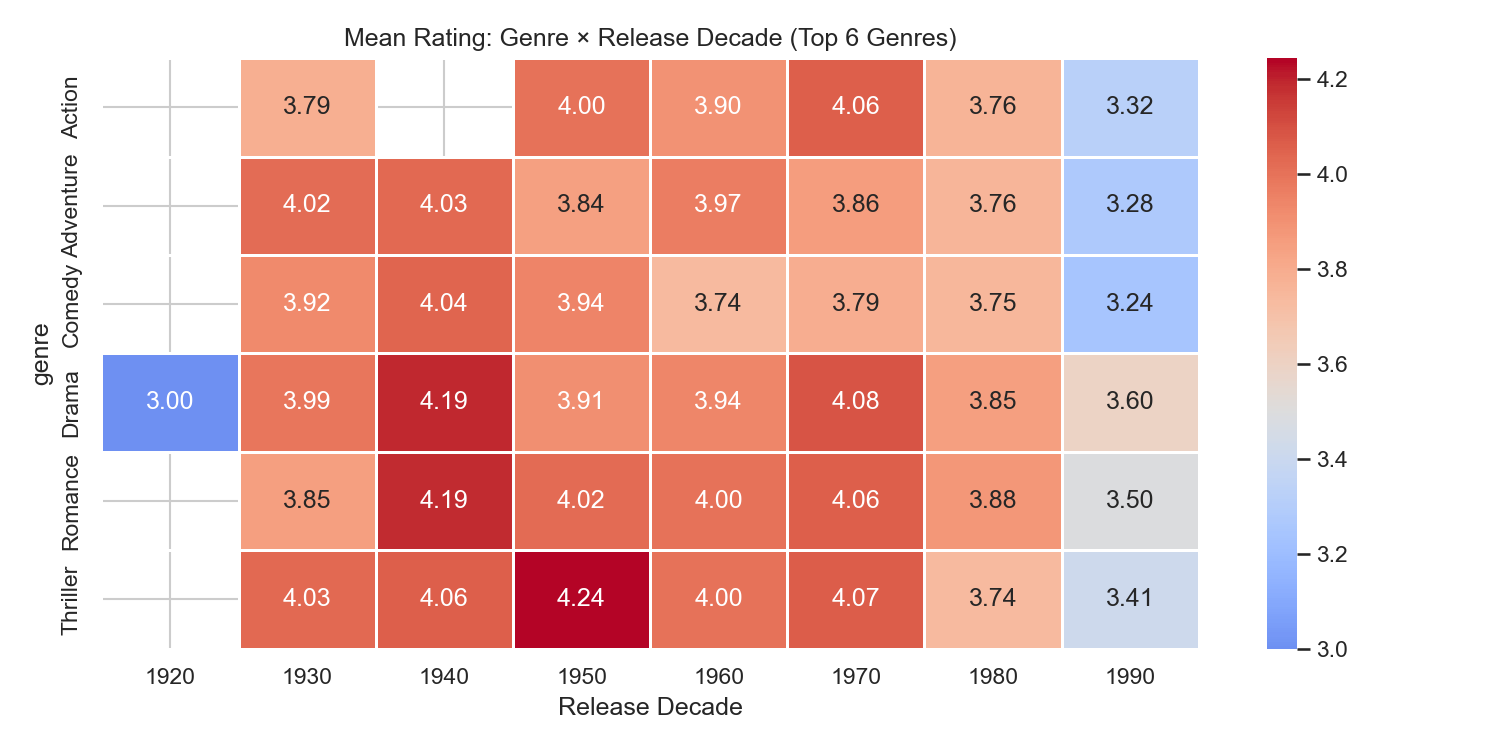 Mean Rating: Genre × Release Decade (Top 6 Genres)
genre
Action
3.79 4.00 3.90 4.06 3.76 3.32
Adventure
4.02 4.03 3.84 3.97 3.86 3.76 3.28
Comedy
3.92 4.04 3.94 3.74 3.79 3.75 3.24
Drama
3.00 3.99 4.19 3.91 3.94 4.08 3.85 3.60
Romance
3.85 4.19 4.02 4.00 4.06 3.88 3.50
Thriller
4.03 4.06 4.24 4.00 4.07 3.74 3.41
1920 1930 1940 1950 1960 1970 1980 1990
Release Decade
4.2
4.0
3.8
3.6
3.4
3.2
3.0